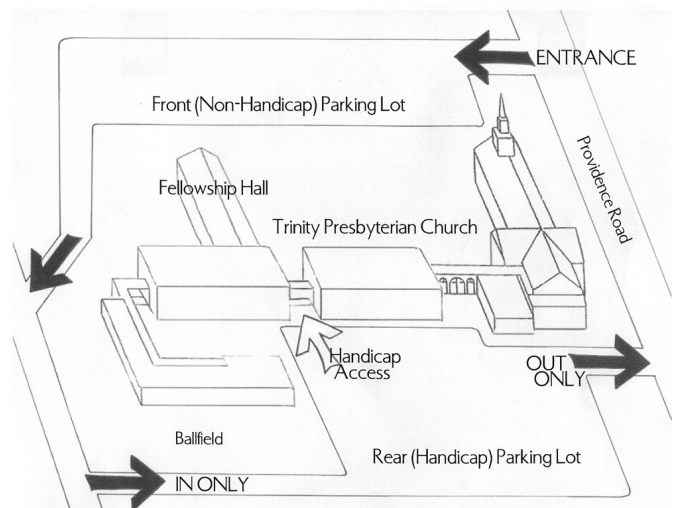 ENTRANCE
Front (Non-Handicap) Parking Lot
Providence Road
Fellowship Hall
Trinity Presbyterian Church
Handicap
Access
OUT
ONLY
Ballfield
Rear (Handicap) Parking Lot
IN ONLY